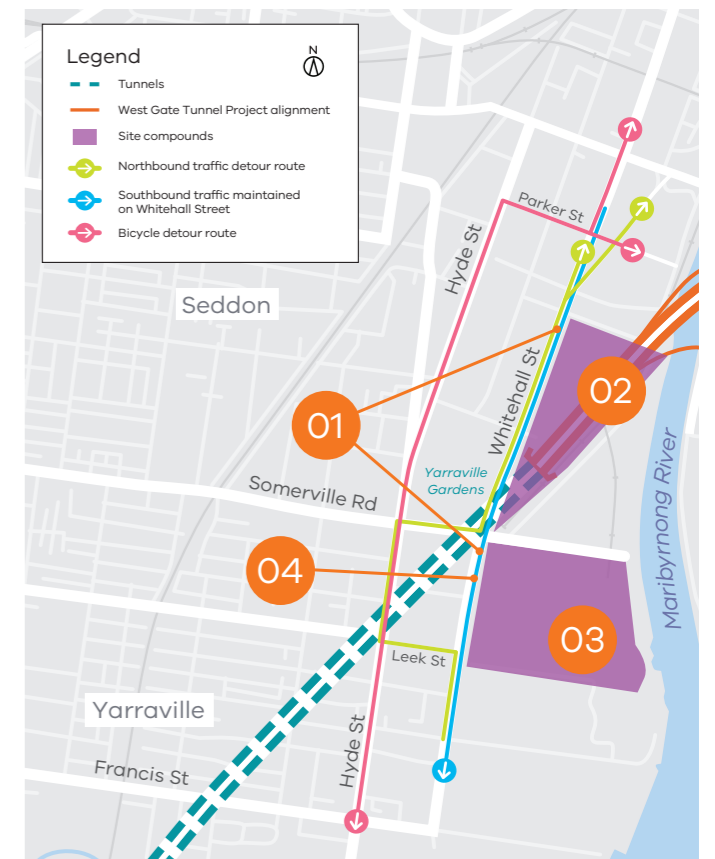 Legend
N
Tunnels
West Gate Tunnel Project alignment
Site compounds
Northbound traffic detour route
Southbound traffic maintained
on Whitehall Street
Bicycle detour route
Parker St
Hyde St
Seddon
Whitehall St
02
01
Yarraville
Gardens
Somerville Rd
Maribyrnong River
04
03
Leek St
Yarraville
Hyde St
Francis St